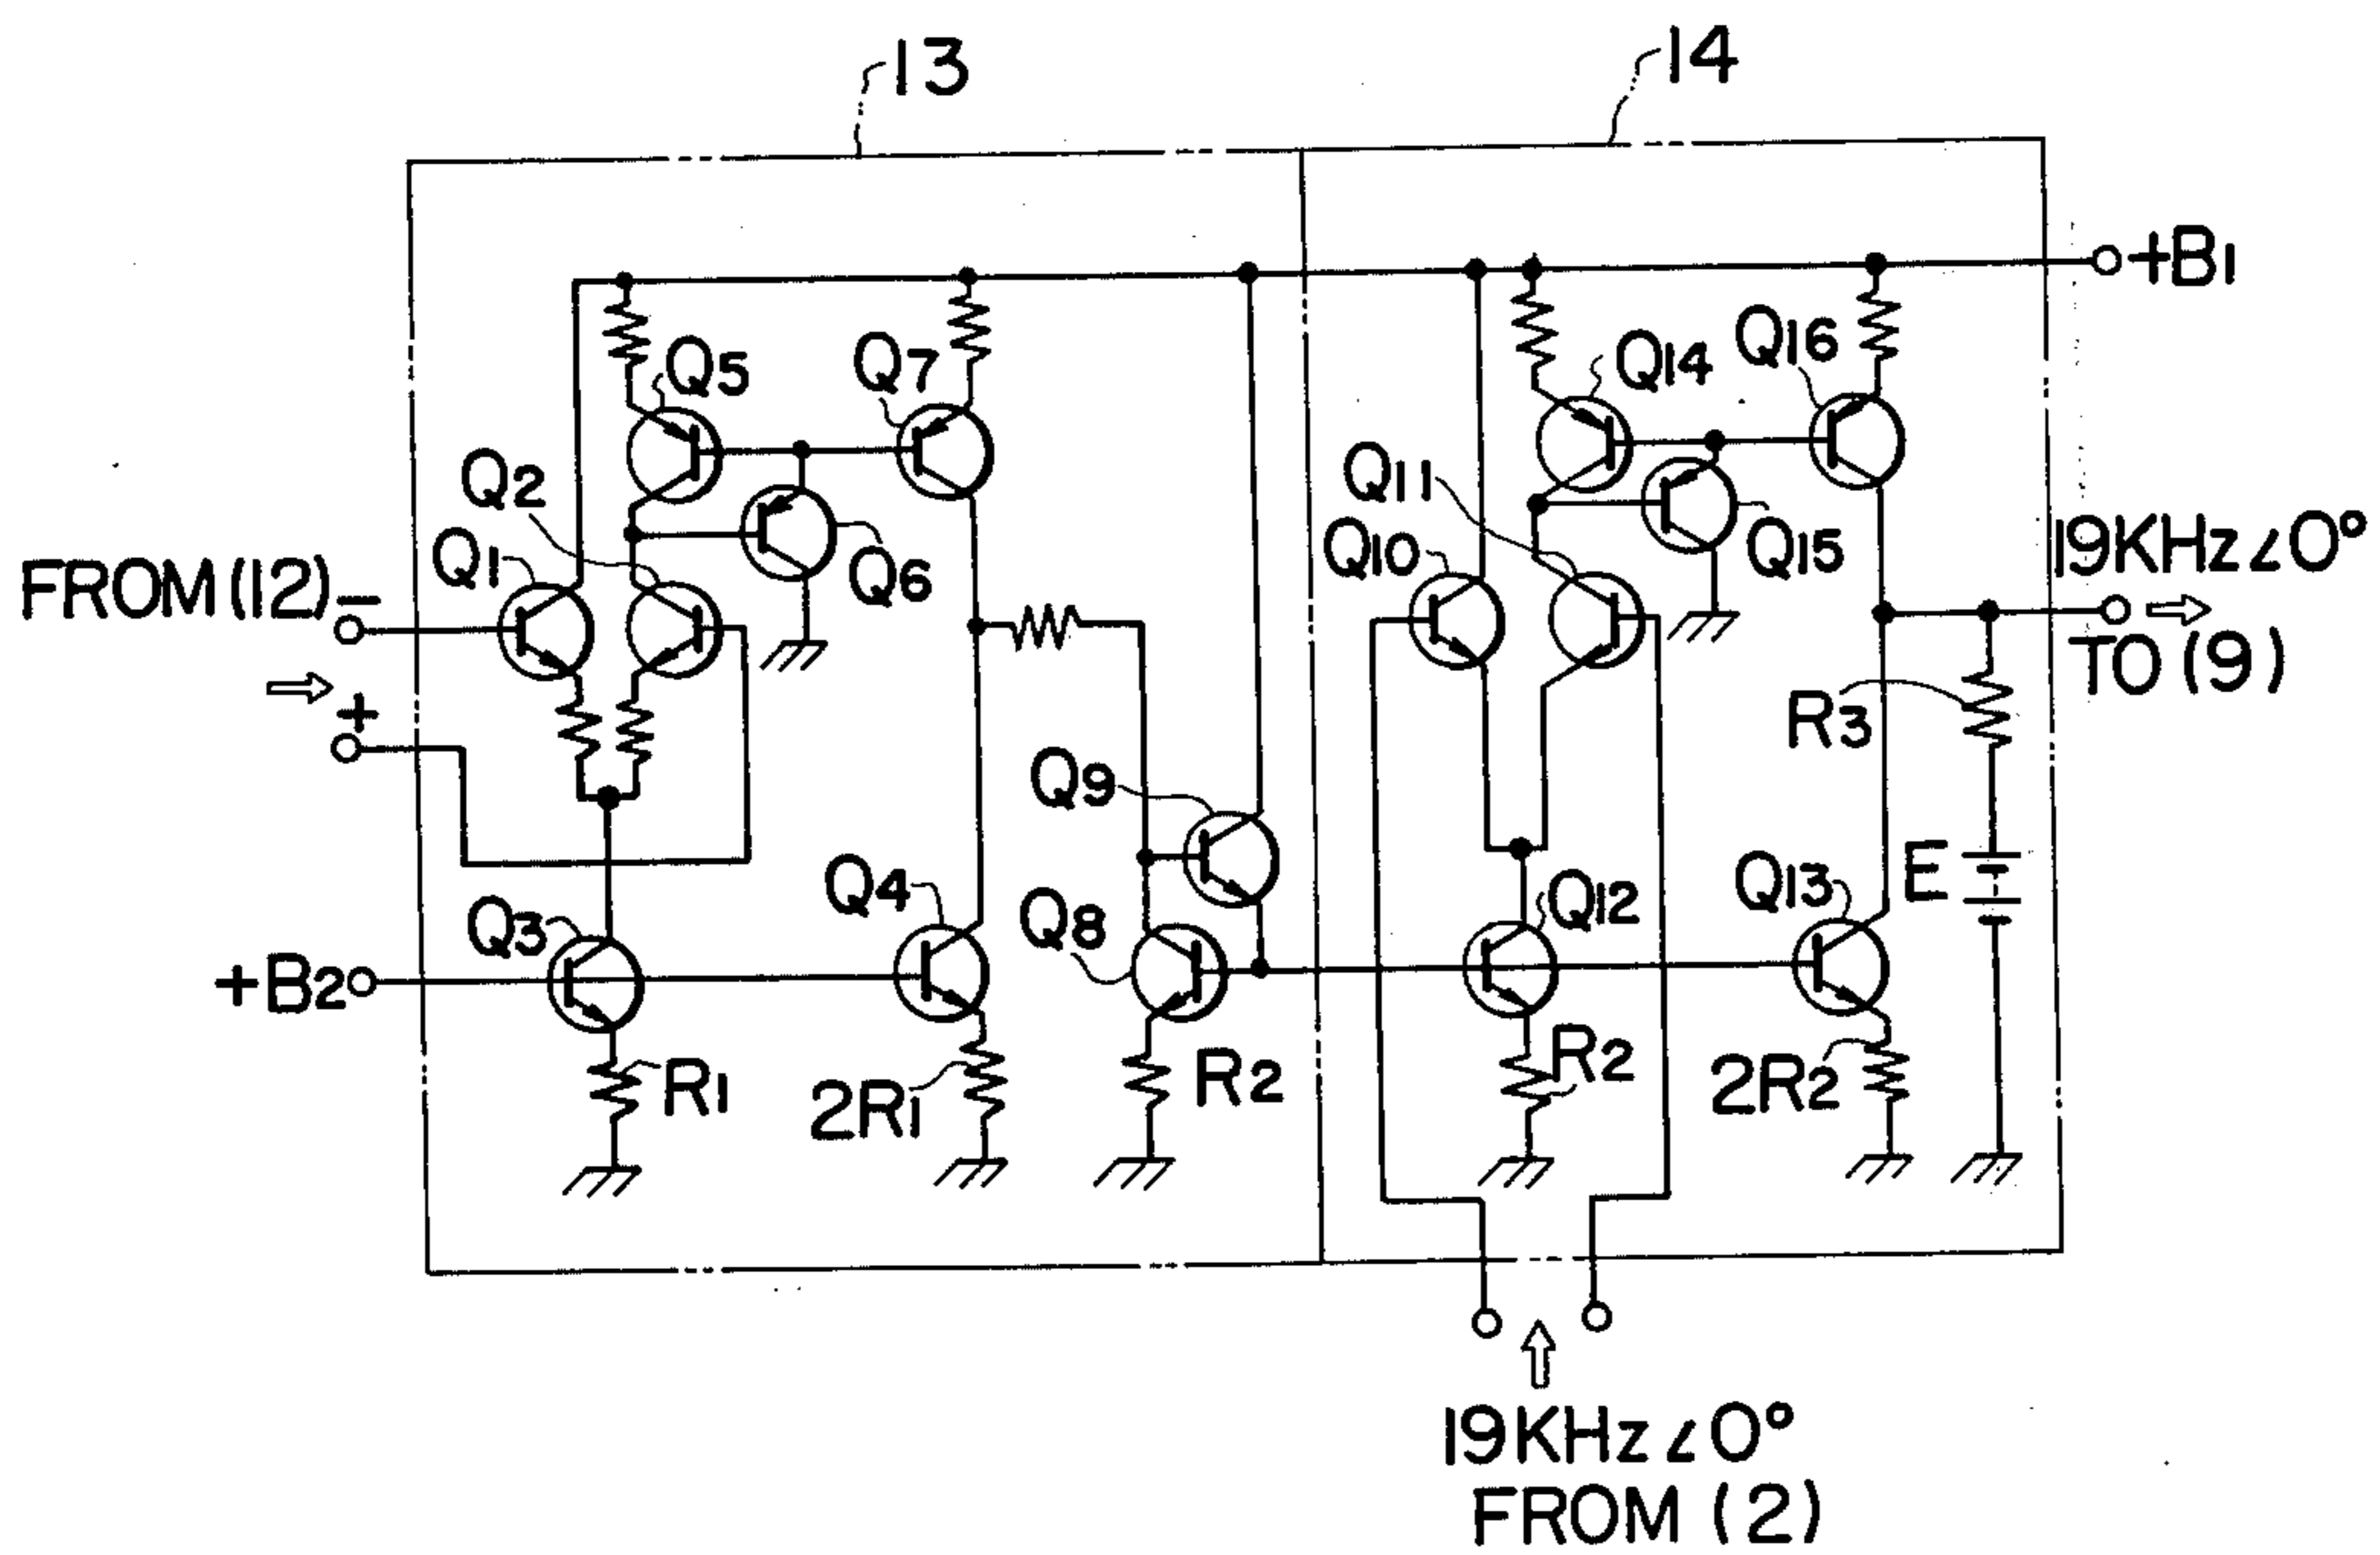 13
14
+B1
Q5
Q7
Q14
Q16
Q2
Q11
Q1
Q6
Q10
Q15
19KHz∠0°
FROM(12)
−
TO (9)
+
R3
Q9
Q4
E
Q3
Q8
Q12
Q13
+B2
R1
2R1
R2
R2
2R2
19KHz∠0°
FROM (2)